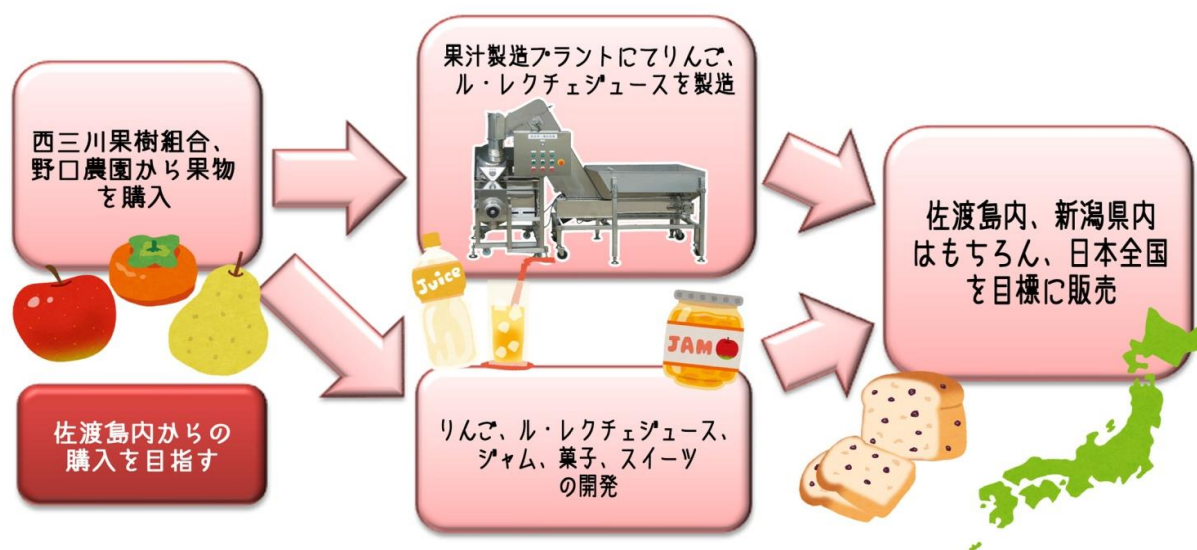 西三川果樹組合、
野口農園から果物
を購入
佐渡島内からの
購入を目指す
果汁製造プラントにてりんご、
ル・レクチェジュースを製造
Juice
JAM
りんご、ル・レクチェジュース、
ジャム、菓子、スイーツ
の開発
佐渡島内、新潟県内
はもちろん、日本全国
を目標に販売